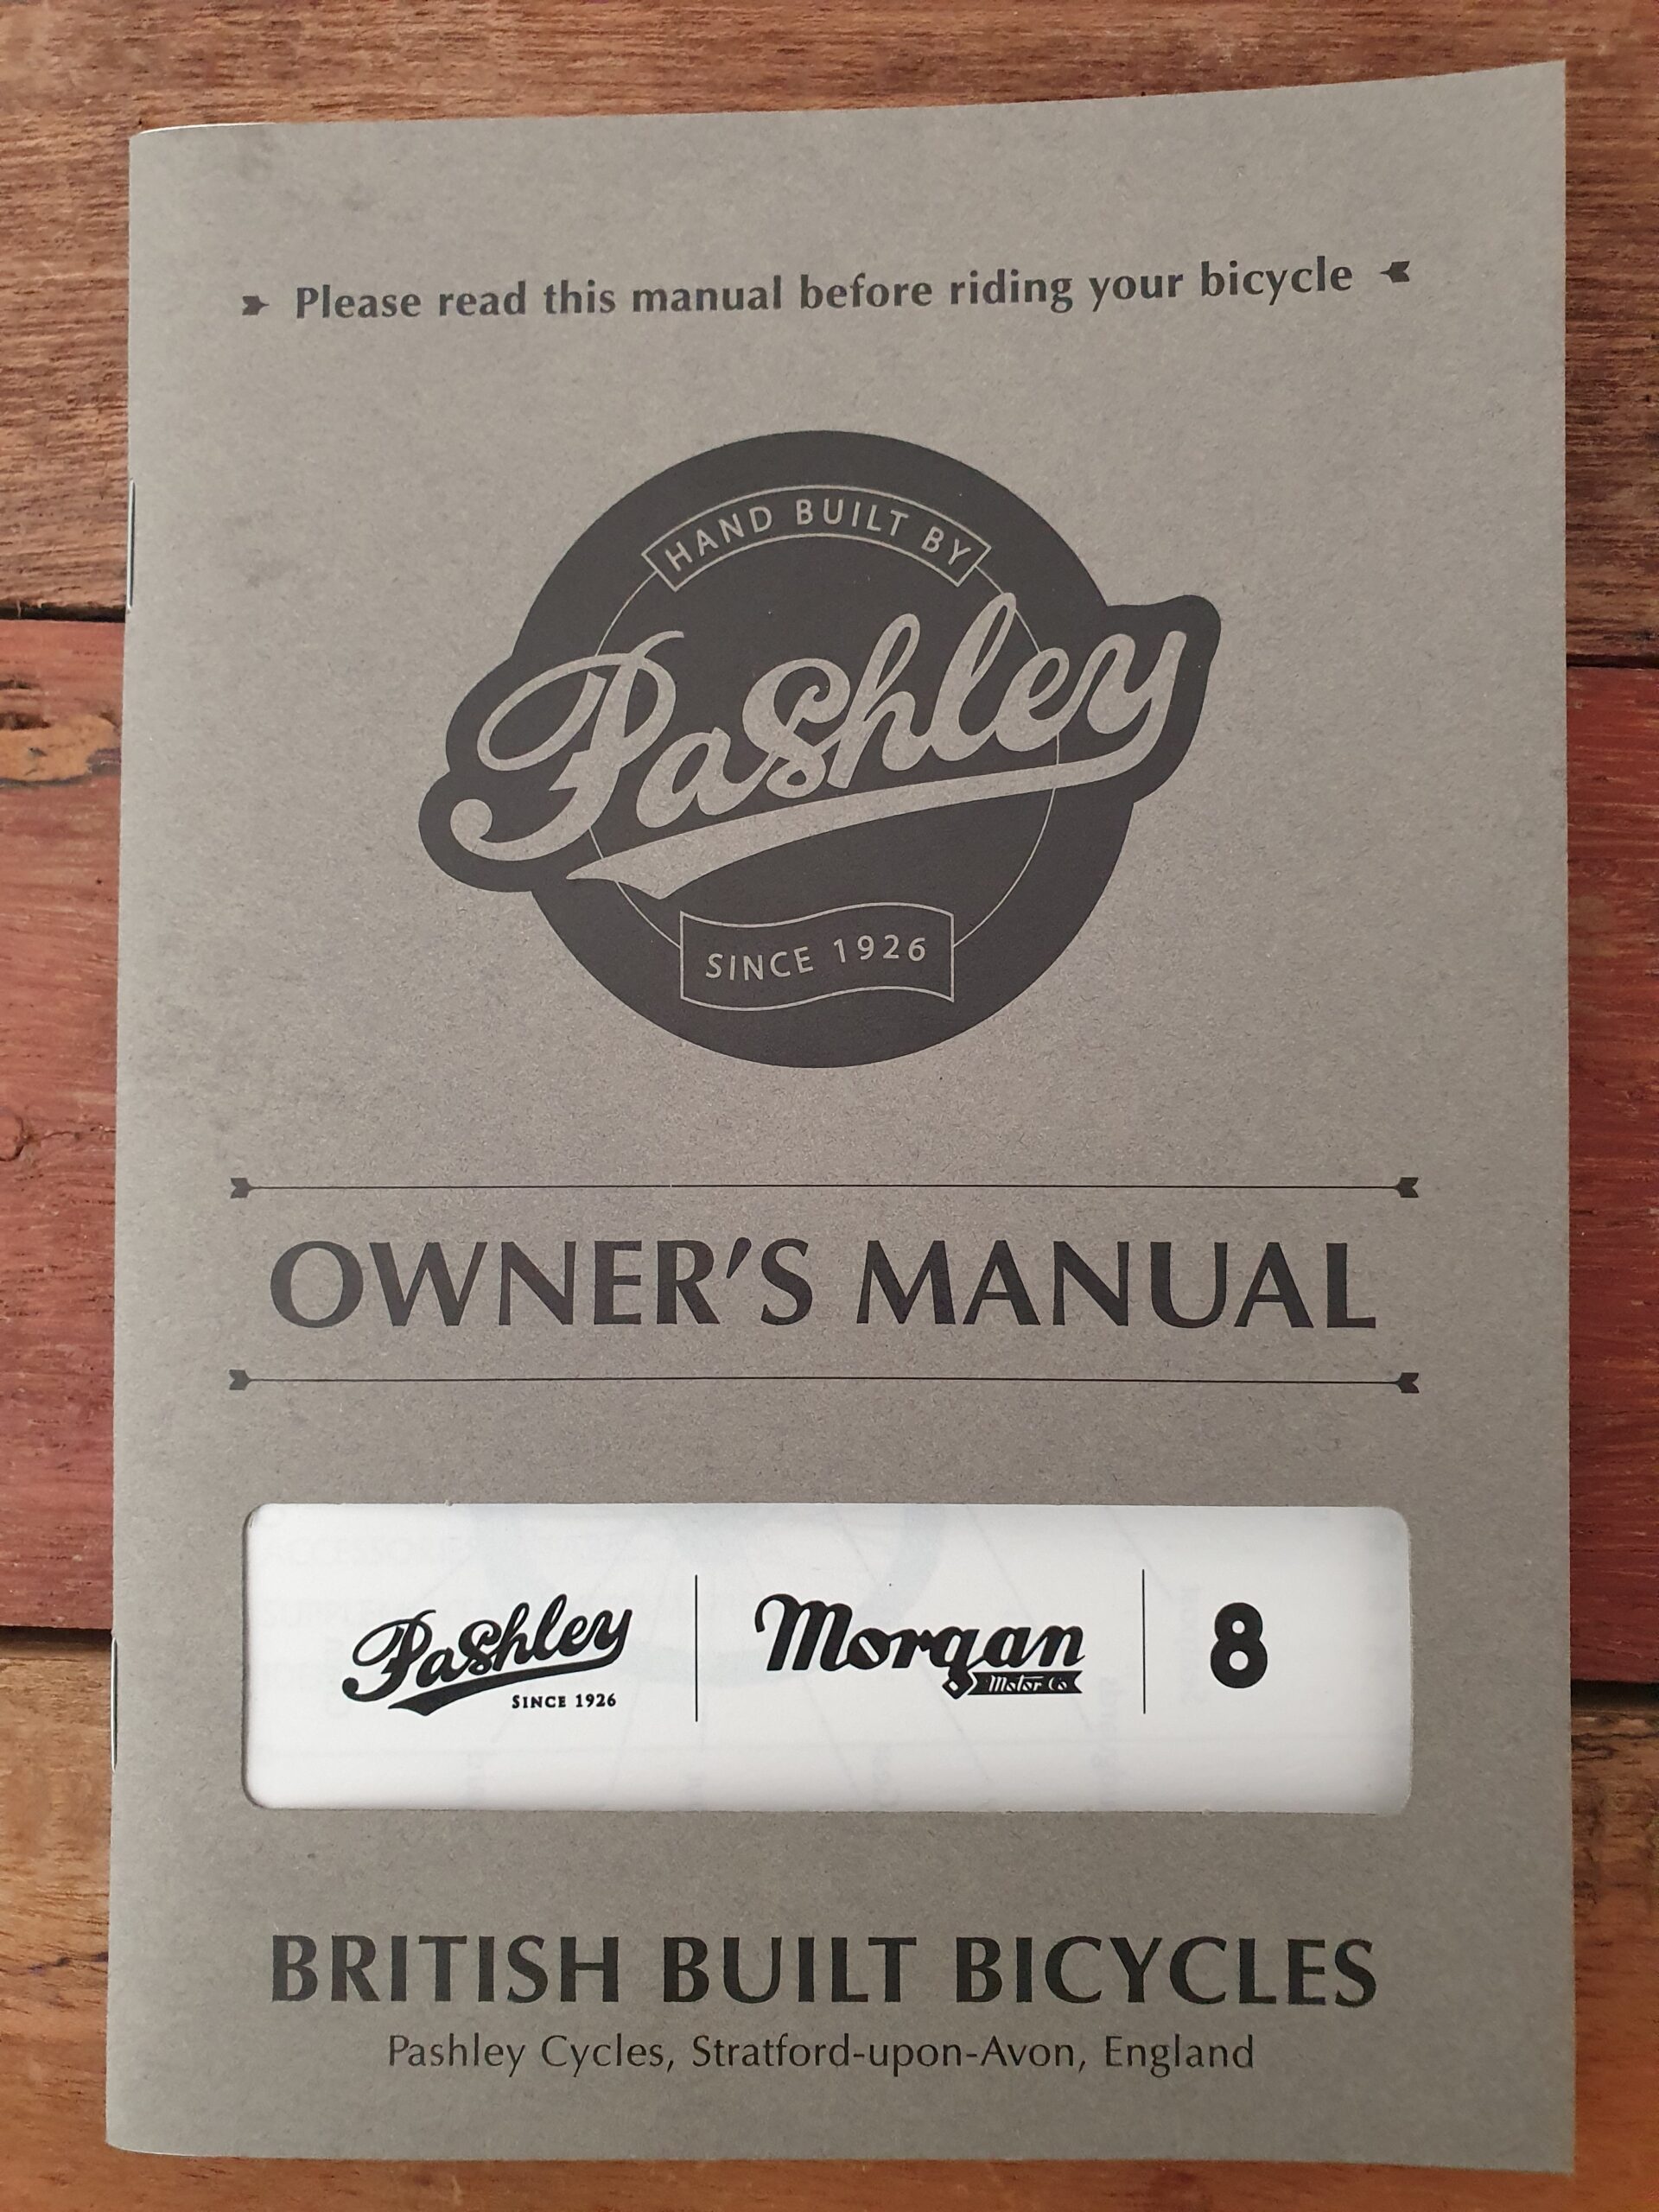 Please read this manual before riding your bicycle
HAND BUILT BY
Pashley
SINCE 1926
OWNER'S MANUAL
Pashley
SINCE 1926
Morgan
Motor Co
8
BRITISH BUILT BICYCLES
Pashley Cycles, Stratford-upon-Avon, England